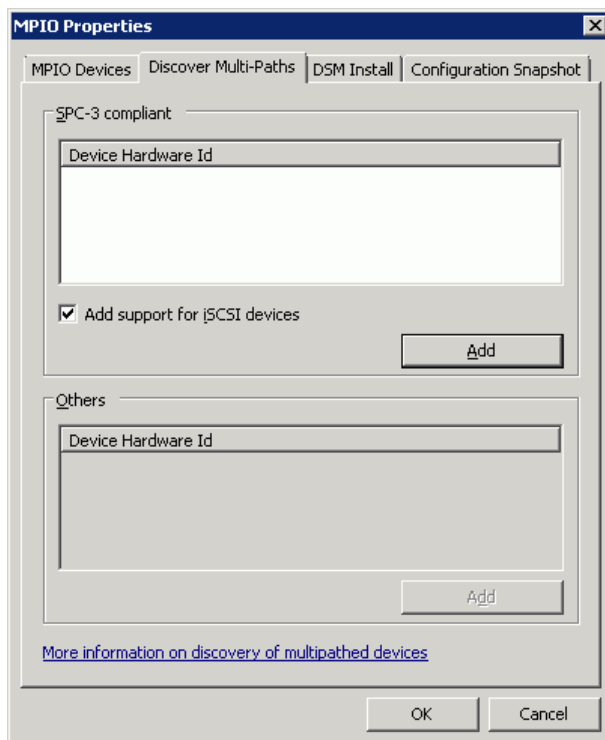 MPIO Properties
MPIO Devices
Discover Multi-Paths
DSM Install
Configuration Snapshot
SPC-3 compliant
Device Hardware Id
Add support for iSCSI devices
Add
Others
Device Hardware Id
Add
More information on discovery of multipathed devices
OK
Cancel